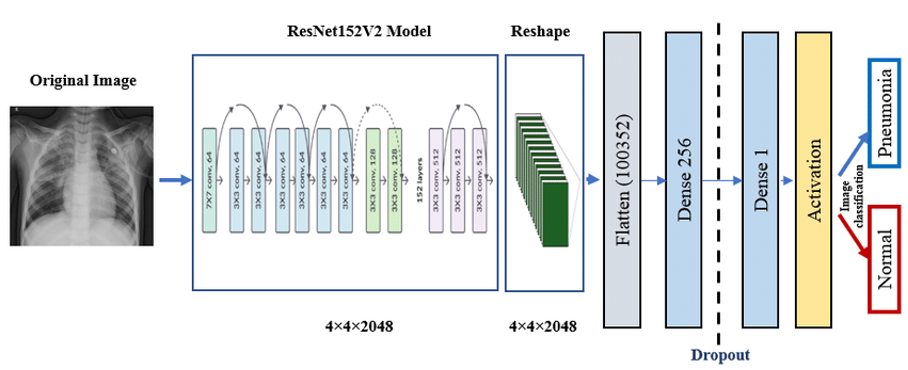 ResNet152V2 Model
Reshape
Original Image
7X7 conv, 64
3X3 conv, 64
3X3 conv, 64
3X3 conv, 64
3X3 conv, 64
3X3 conv, 64
3X3 conv, 64
3X3 conv, 128
3X3 conv, 128
152 layers
3X3 conv, 512
3X3 conv, 512
3X3 conv, 512
Flatten (100352)
Dense 256
Dense 1
Activation
Image
classification
Pneumonia
Normal
4×4×2048
4×4×2048
Dropout